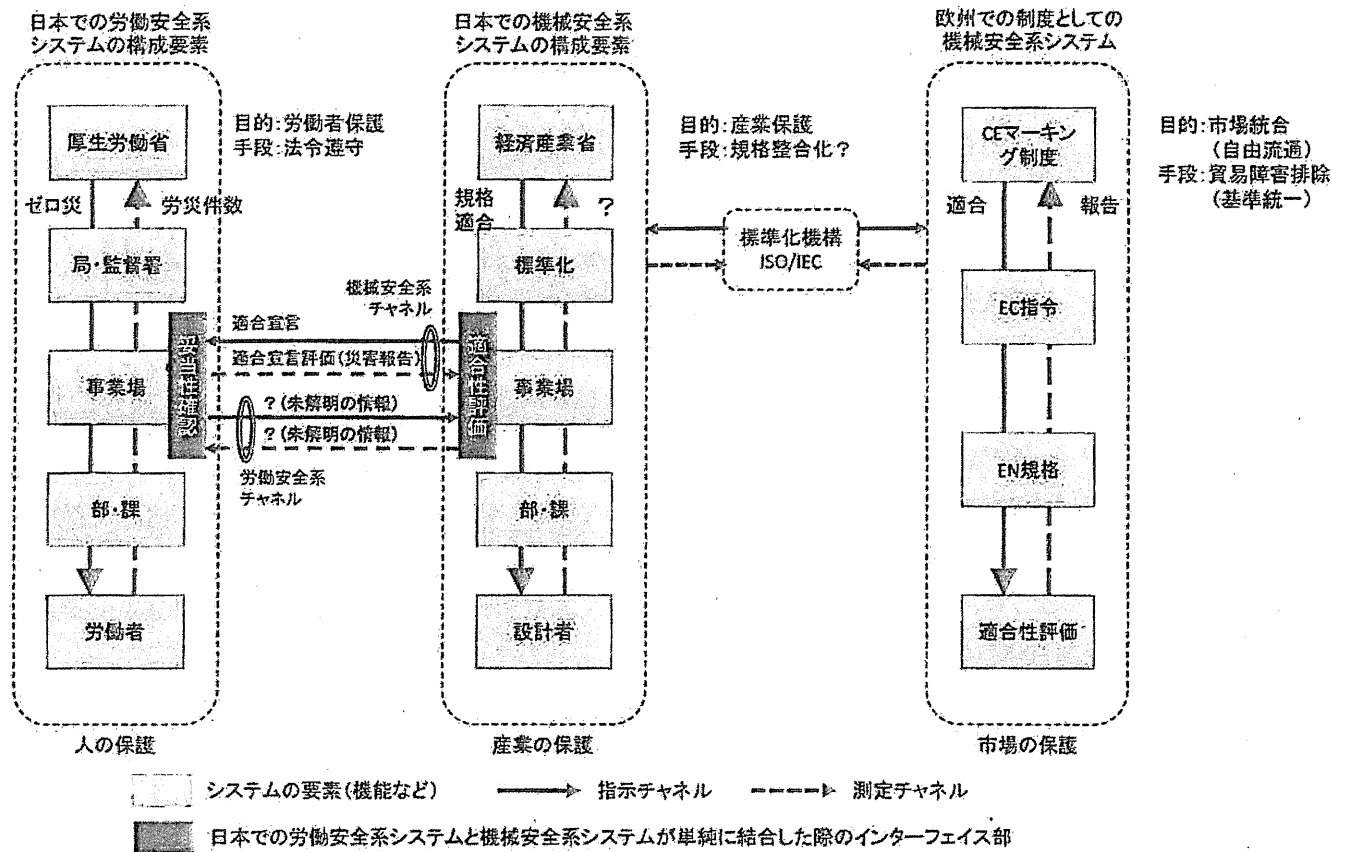 日本での労働安全系
システムの構成要素
厚生労働省
目的:労働者保護
手段:法令遵守
ゼロ災
労災件数
局・監督署
事業場
妥当性確認
部・課
労働者
人の保護
機械安全系
チャネル
適合宣言
適合宣言評価(災害報告)
?(未解明の情報)
?(未解明の情報)
労働安全系
チャネル
日本での機械安全系
システムの構成要素
経済産業省
目的:産業保護
手段:規格整合化?
規格
適合
?
標準化
適合性評価
事業場
部・課
設計者
産業の保護
標準化機構
ISO/IEC
欧州での制度としての
機械安全系システム
CEマーキン
グ制度
目的:市場統合
(自由流通)
手段:貿易障害排除
(基準統一)
適合
報告
EC指令
EN規格
適合性評価
市場の保護
システムの要素(機能など)
指示チャネル
測定チャネル
日本での労働安全系システムと機械安全系システムが単純に結合した際のインターフェイス部